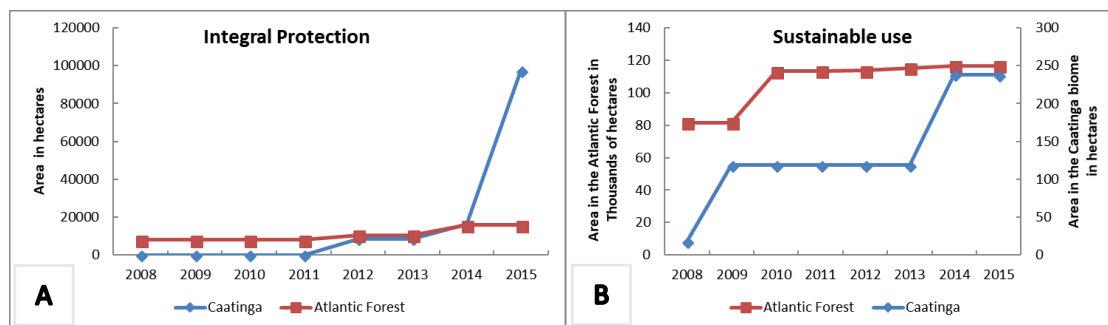 Integral Protection
Area in hectares
120000
100000
80000
60000
40000
20000
0
2008 2009 2010 2011 2012 2013 2014 2015
Caatinga Atlantic Forest
A
Sustainable use
Area in the Atlantic Forest in
Thousands of hectares
140
120
100
80
60
40
20
0
300
250
200
150
100
50
0
Area in the Caatinga biome
in hectares
2008 2009 2010 2011 2012 2013 2014 2015
Atlantic Forest Caatinga
B